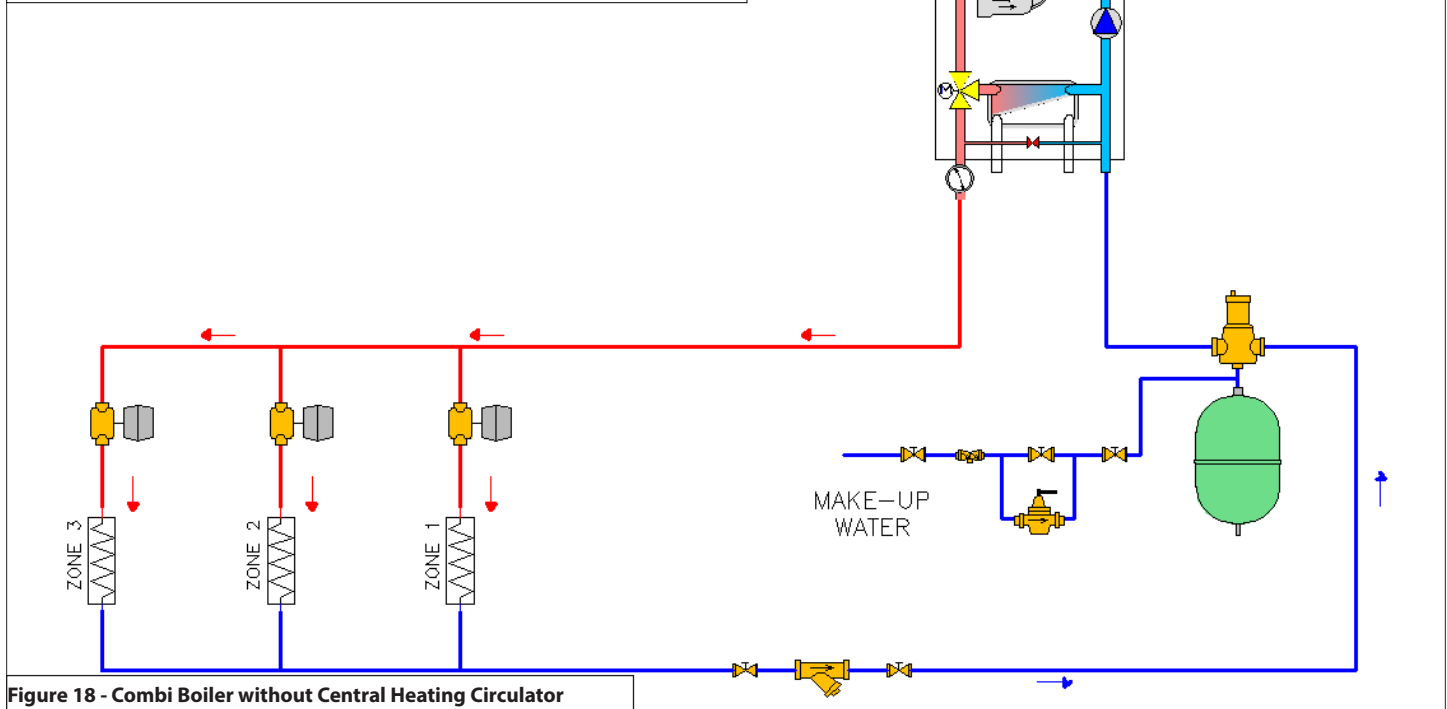 M
MAKE-UP
WATER
ZONE 3
ZONE 2
ZONE 1
Figure 18 - Combi Boiler without Central Heating Circulator